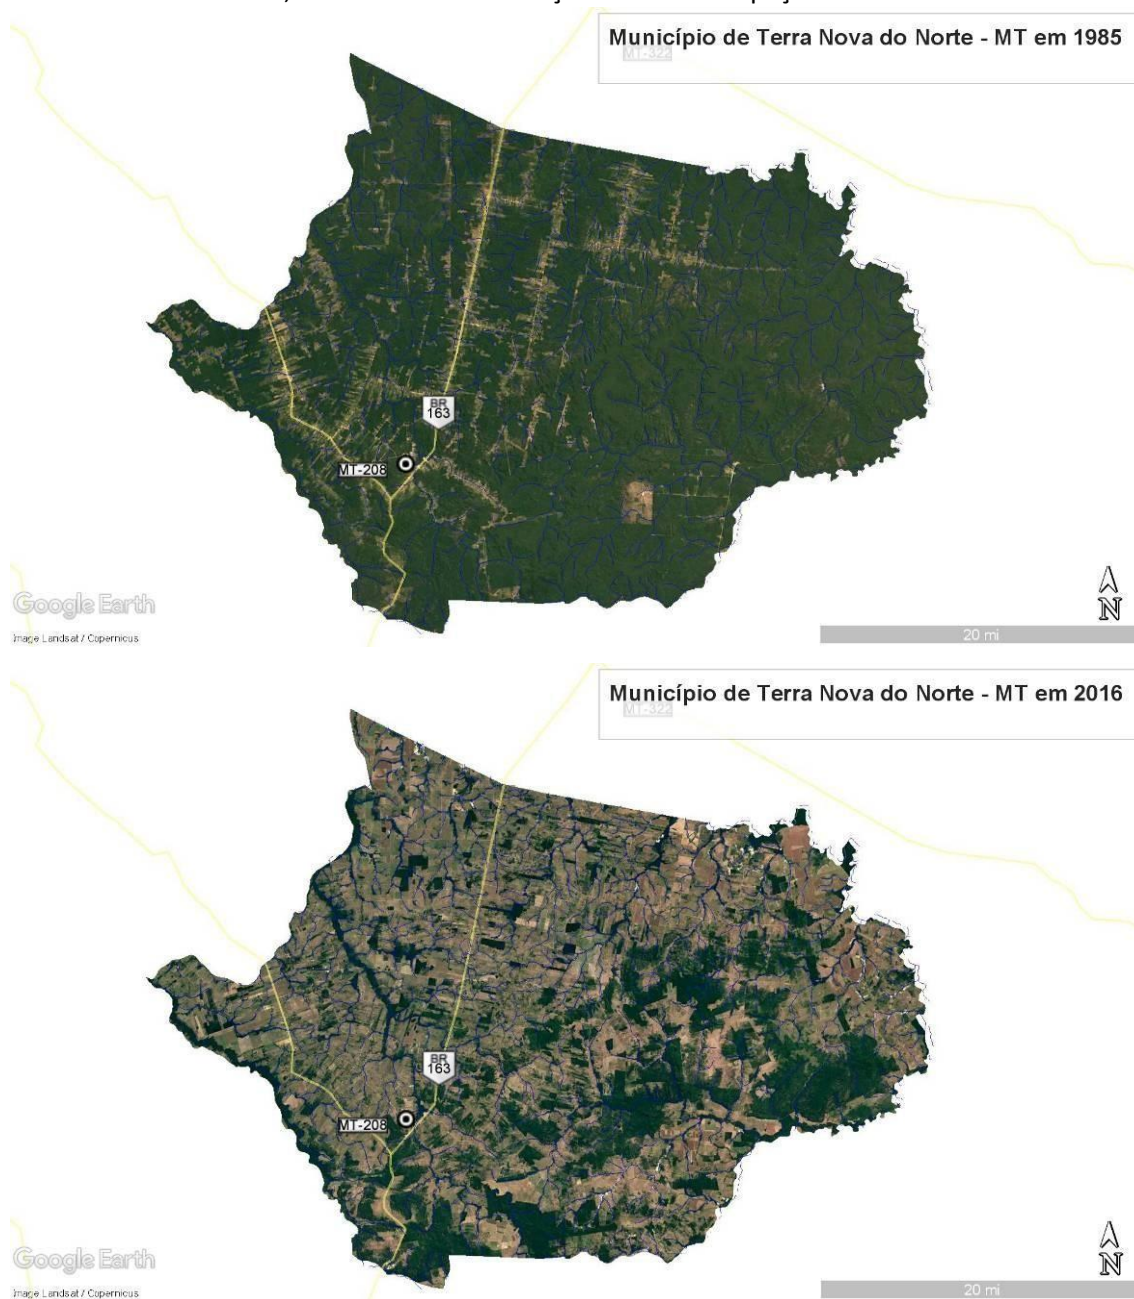 Município de Terra Nova do Norte - MT em 1985
MT-322
BR
163
MT-208
Google Earth
Image Landsat / Copernicus
N
20 mi
Município de Terra Nova do Norte - MT em 2016
MT-322
BR
163
MT-208
Google Earth
Image Landsat / Copernicus
N
20 mi